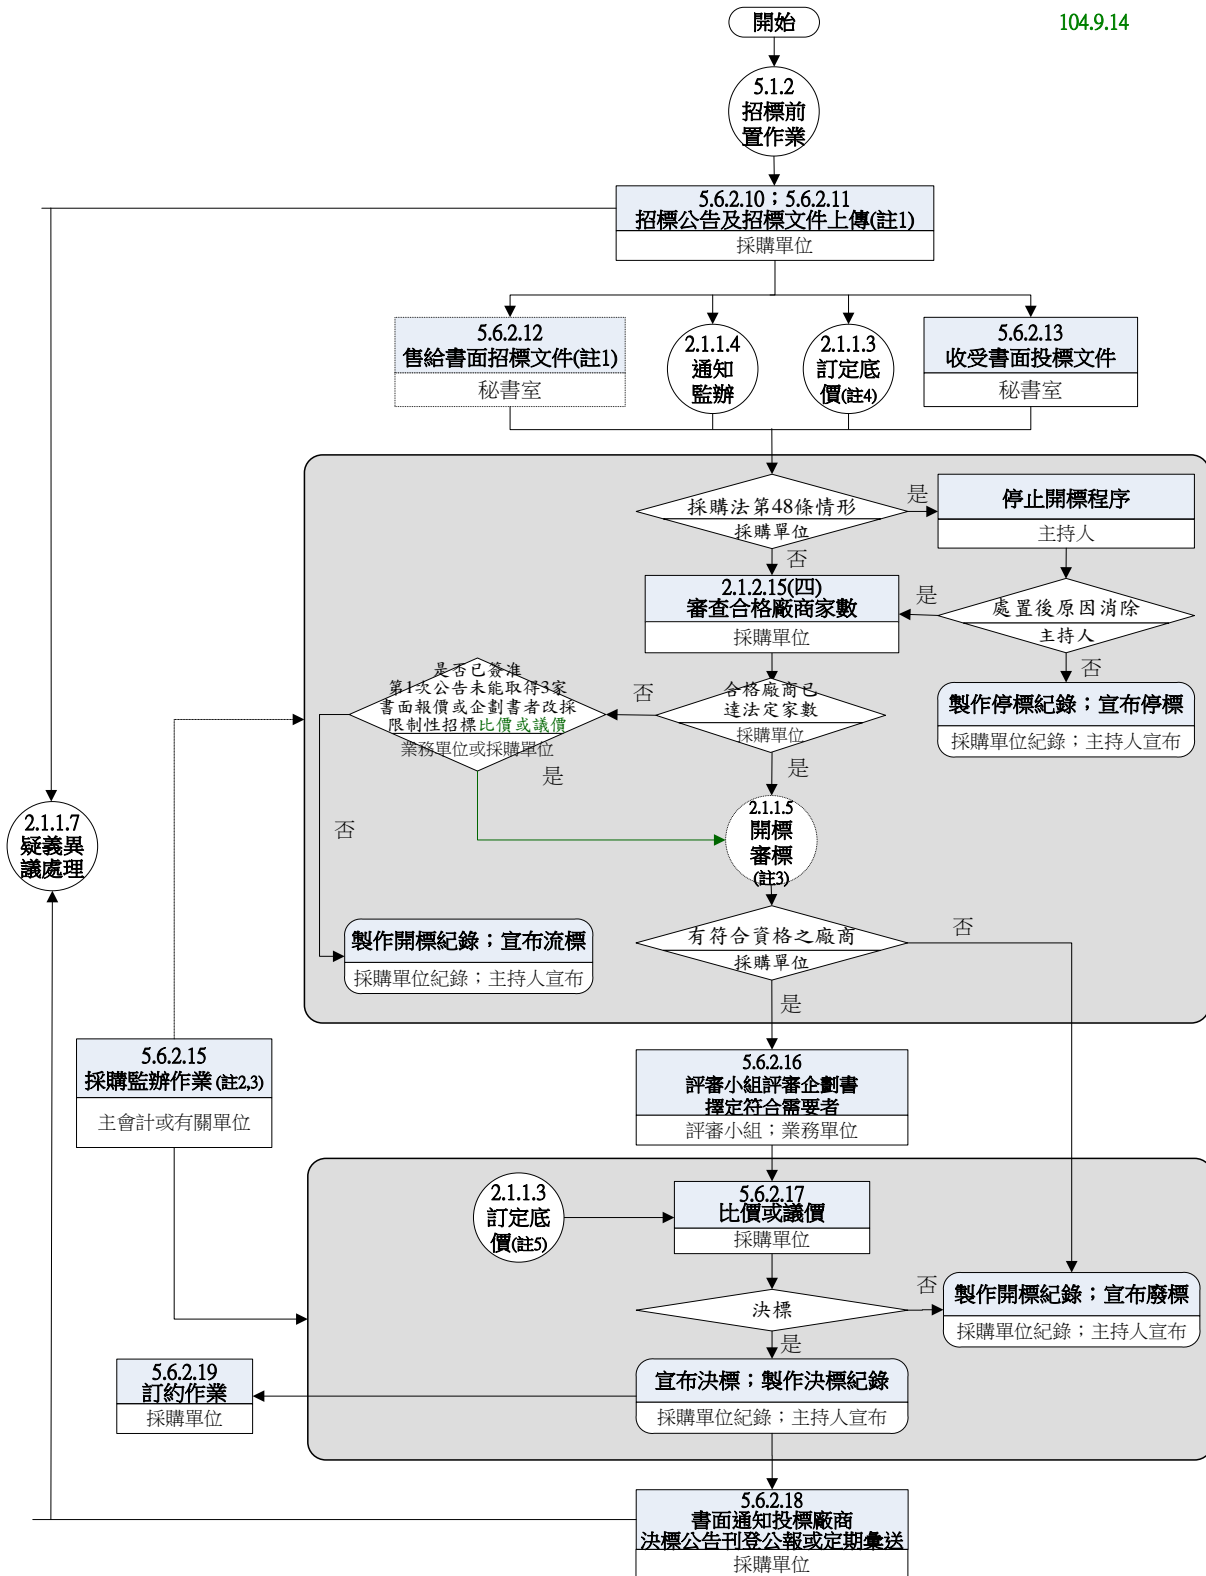 開始
104.9.14
5.1.2
招標前
置作業
5.6.2.10；5.6.2.11
招標公告及招標文件上傳(註1)
採購單位
5.6.2.12
售給書面招標文件(註1)
秘書室
2.1.1.4
通知
監辦
2.1.1.3
訂定底
價(註4)
5.6.2.13
收受書面投標文件
秘書室
採購法第48條情形
採購單位
是
停止開標程序
主持人
否
2.1.2.15(四)
審查合格廠商家數
採購單位
是
處置後原因消除
主持人
否
製作停標紀錄；宣布停標
採購單位紀錄；主持人宣布
是否已簽准
第1次公告未能取得3家
書面報價或企劃書者改採
限制性招標比價或議價
業務單位或採購單位
否
合格廠商已
達法定家數
採購單位
是
是
否
2.1.1.5
開標
審標
(註3)
2.1.1.7
疑義異
議處理
製作開標紀錄；宣布流標
採購單位紀錄；主持人宣布
有符合資格之廠商
採購單位
否
是
5.6.2.15
採購監辦作業(註2,3)
主會計或有關單位
5.6.2.16
評審小組評審企劃書
擇定符合需要者
評審小組；業務單位
2.1.1.3
訂定底
價(註5)
5.6.2.17
比價或議價
採購單位
決標
否
製作開標紀錄；宣布廢標
採購單位紀錄；主持人宣布
是
5.6.2.19
訂約作業
採購單位
宣布決標；製作決標紀錄
採購單位紀錄；主持人宣布
5.6.2.18
書面通知投標廠商
決標公告刊登公報或定期彙送
採購單位